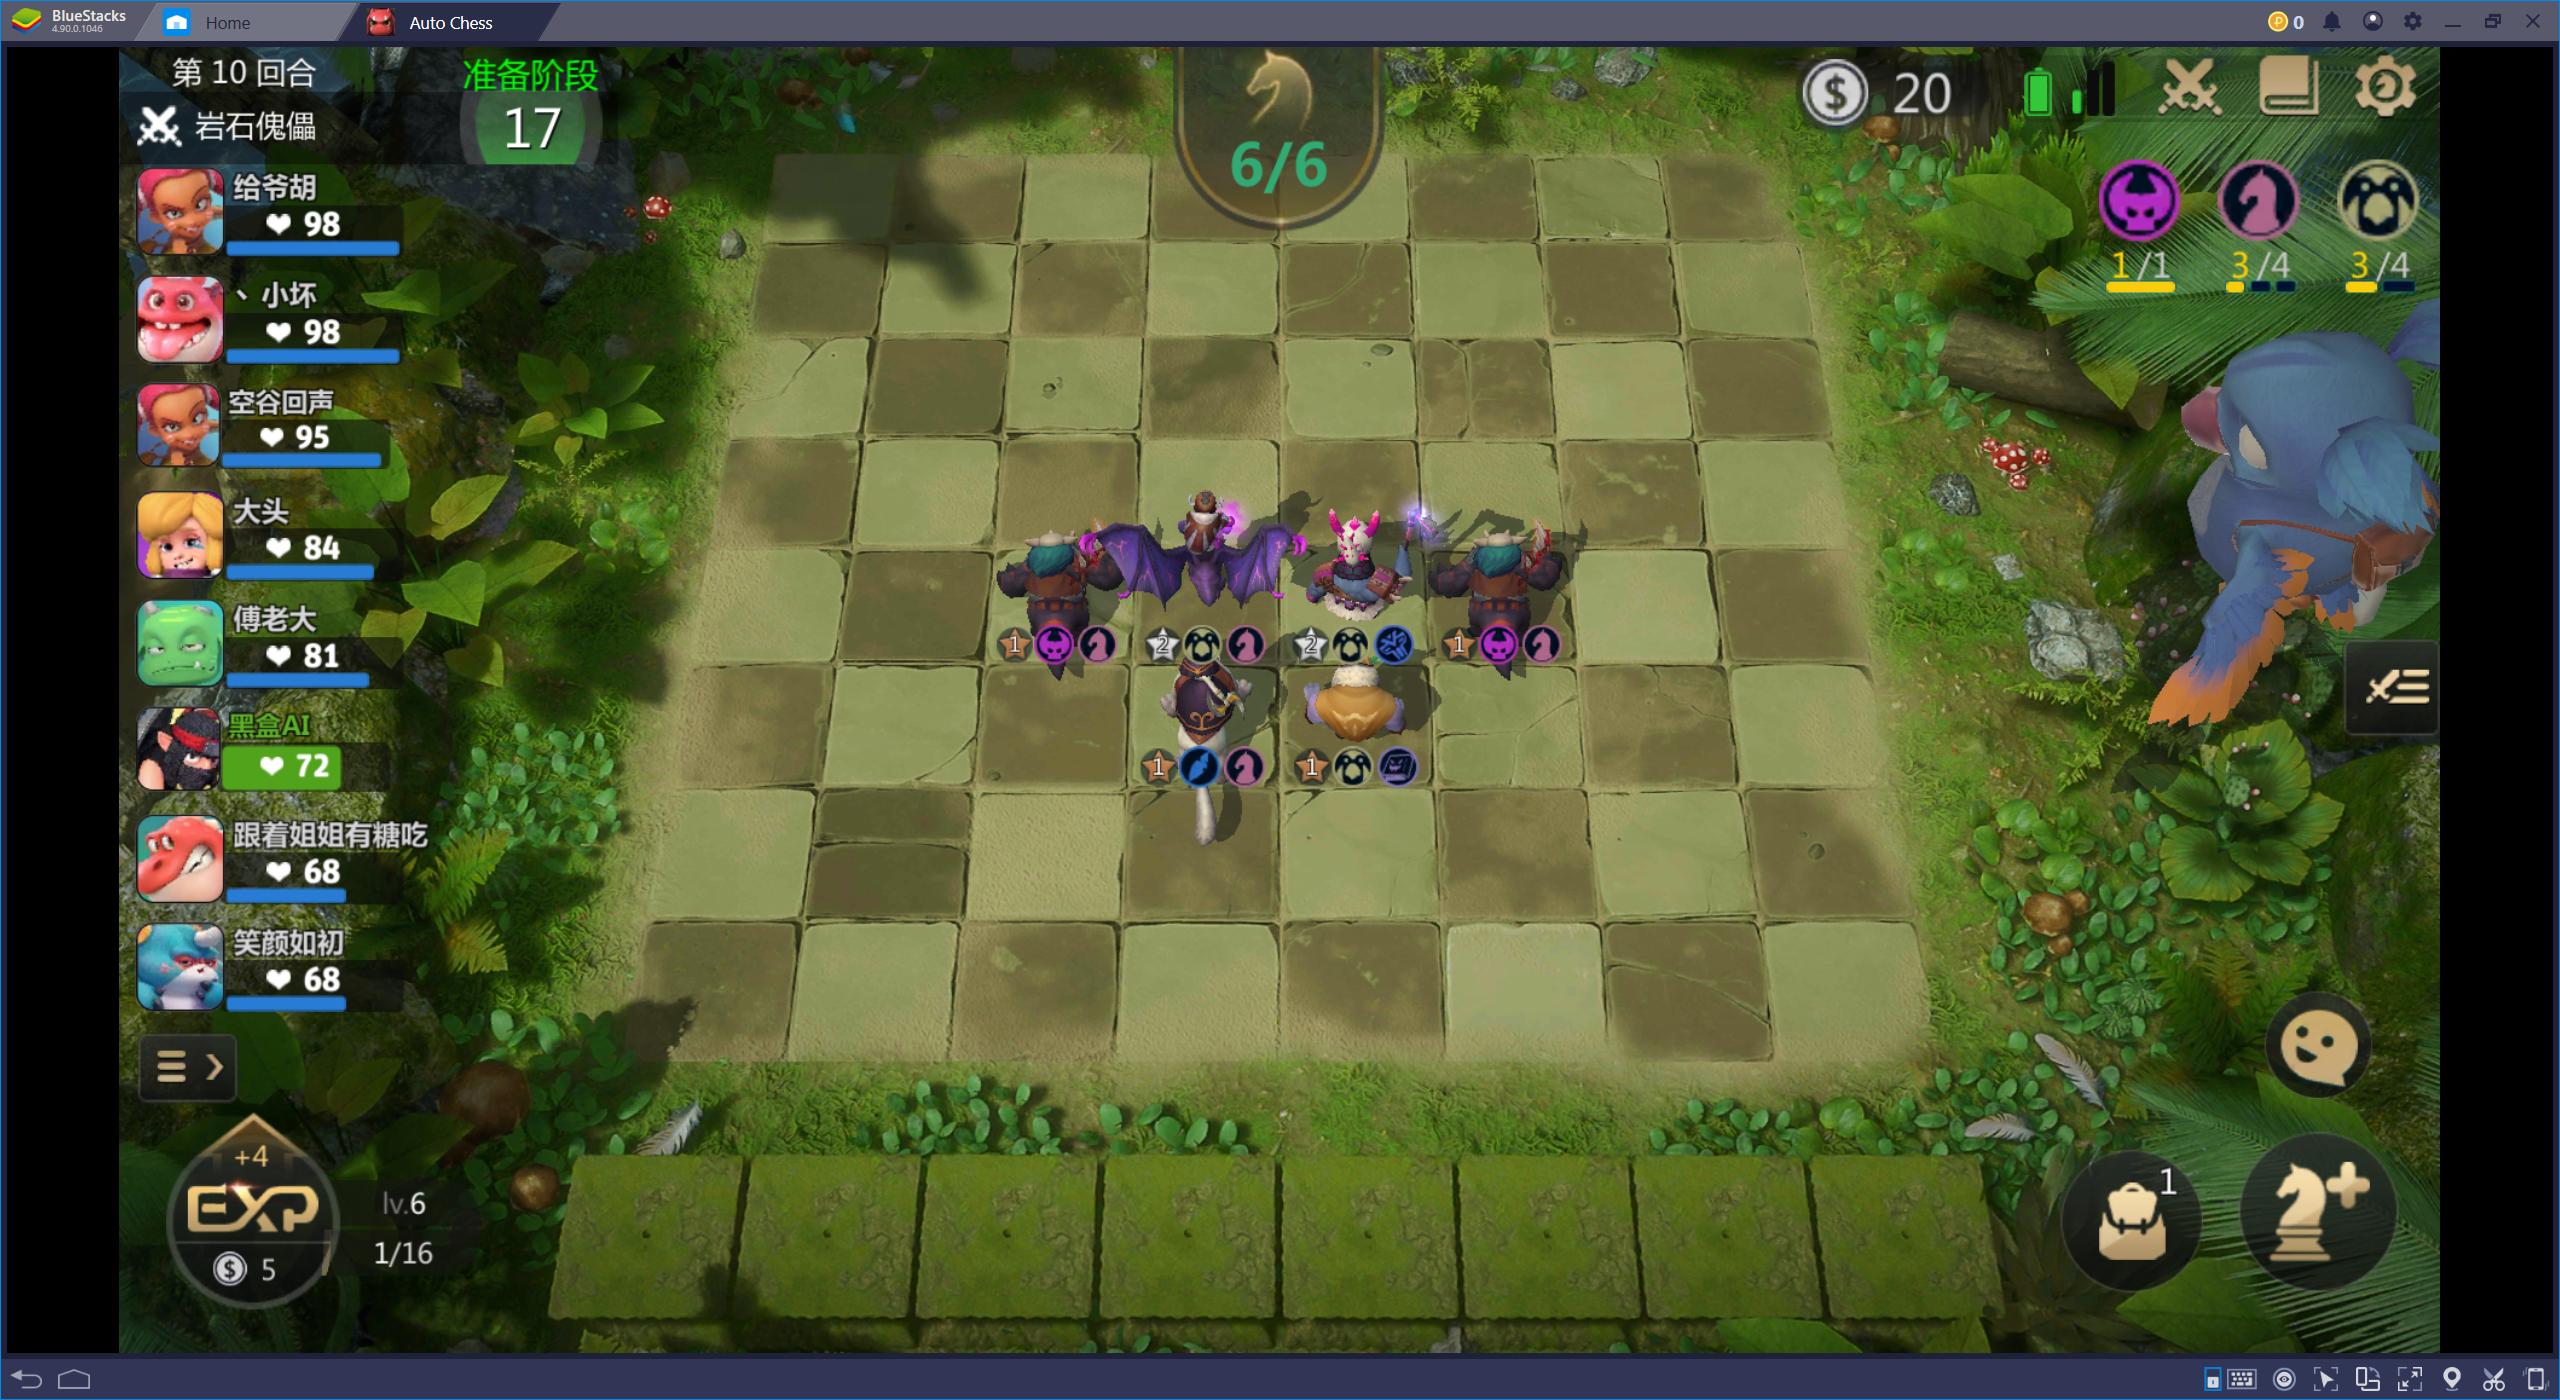 BlueStacks
4.90.0.1046
Home
Auto Chess
0
第 10 回合
岩石傀儡
准备阶段
17
6/6
20
1/1
3/4
3/4
给爷胡
98
、小坏
98
空谷回声
95
大头
84
傅老大
81
黑盒AI
72
跟着姐姐有糖吃
68
笑颜如初
68
1
2
2
1
1
1
+4
EXP
5
lv.6
1/16
1